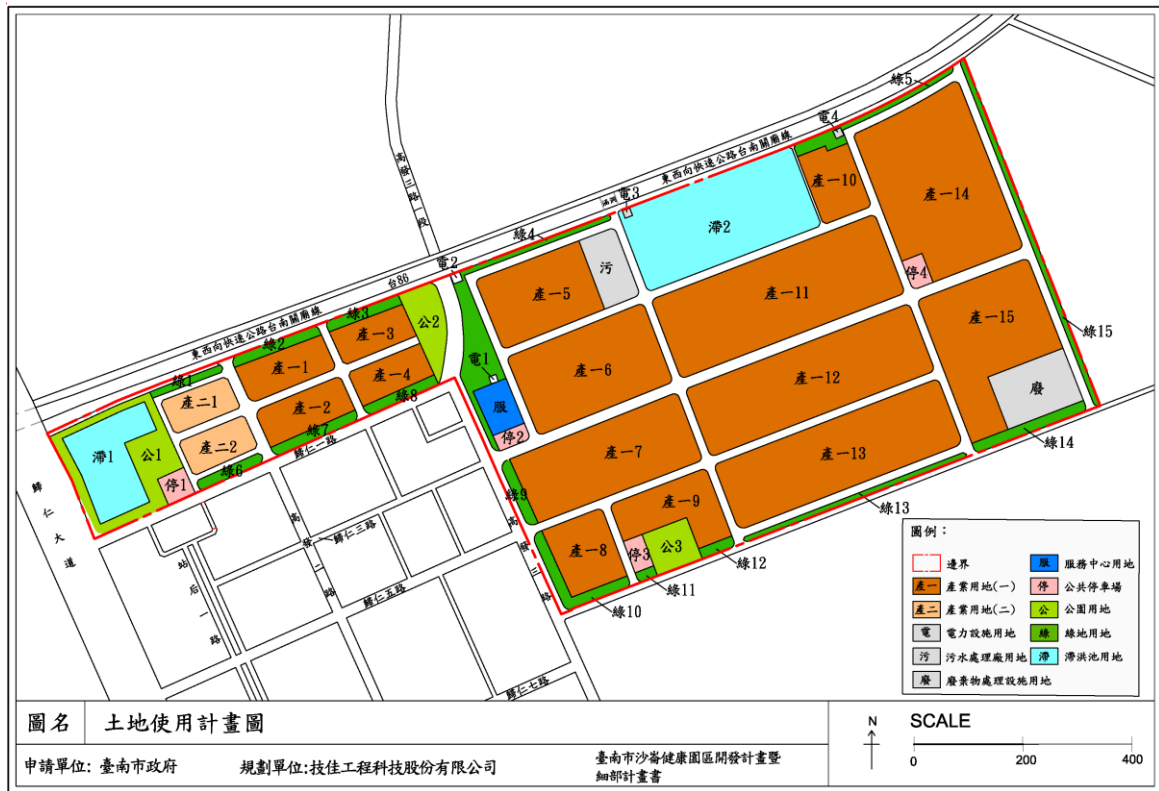 綠5
電4
東西向快速公路台南關廟線
高發三路一段
產一10
產一14
涵洞
電3
滯2
綠4
污
停4
電2
台86
產一5
產一11
產一15
綠15
東西向快速公路台南關廟線
綠3
公2
產一3
綠2
電1
產一6
產一12
廢
綠1
產一1
產一4
服
綠8
停2
產二1
產一2
綠7
產一7
產一13
綠14
滯1
公1
產二2
歸仁一路
停1
綠6
綠9
產一9
綠13
歸仁大道
高發二路
歸仁三路
高發三路
產一8
停3
公3
綠12
站后一路
歸仁五路
綠11
綠10
歸仁七路
圖例：
邊界
服 服務中心用地
產一 產業用地(一)
停 公共停車場
產二 產業用地(二)
公 公園用地
電 電力設施用地
綠 綠地用地
污 污水處理廠用地
滯 滯洪池用地
廢 廢棄物處理設施用地
圖名 土地使用計畫圖
N
SCALE
0 200 400
申請單位: 臺南市政府
規劃單位:技佳工程科技股份有限公司
臺南市沙崙健康園區開發計畫暨
細部計畫書